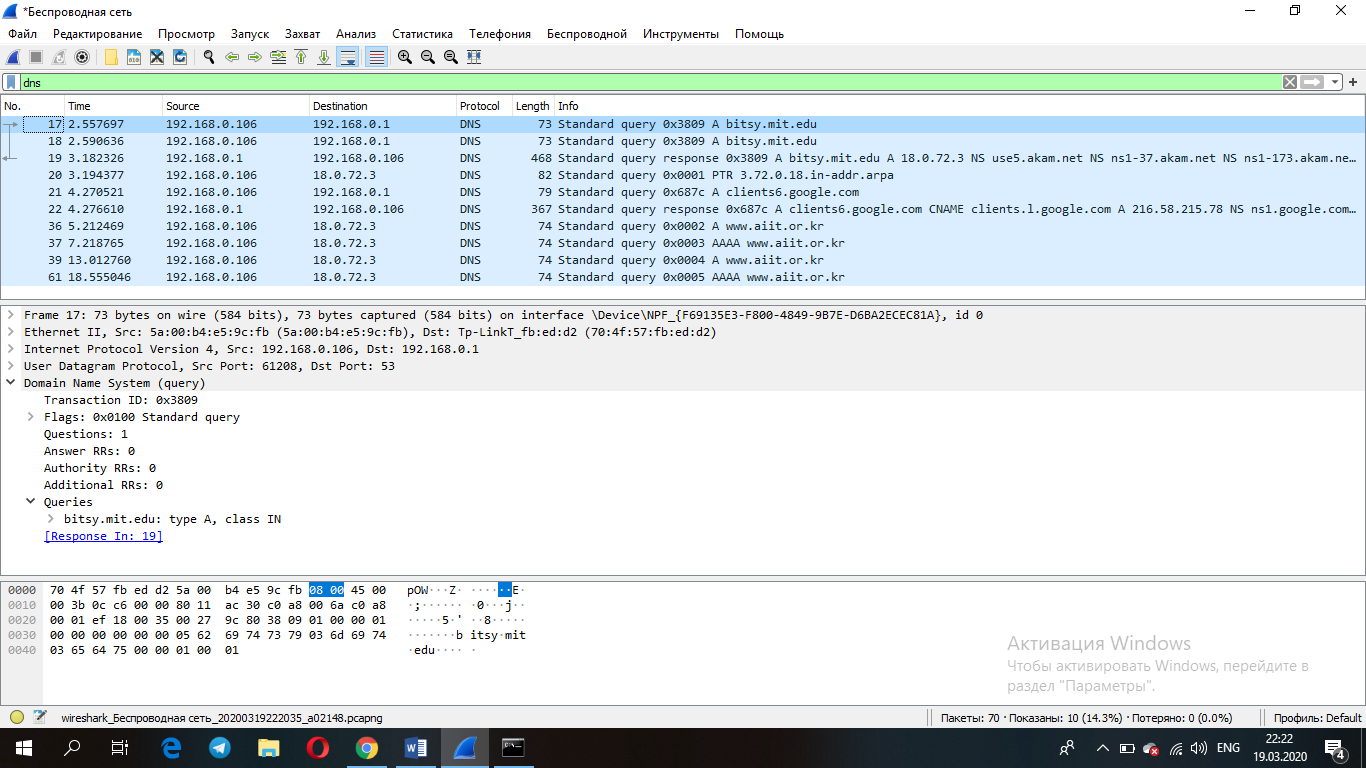 *Беспроводная сеть
Файл Редактирование Просмотр Запуск Захват Анализ Статистика Телефония Беспроводной Инструменты Помощь
dns
No. Time Source Destination Protocol Length Info
17 2.557697 192.168.0.106 192.168.0.1 DNS 73 Standard query 0x3809 A bitsy.mit.edu
18 2.590636 192.168.0.106 192.168.0.1 DNS 73 Standard query 0x3809 A bitsy.mit.edu
19 3.182326 192.168.0.1 192.168.0.106 DNS 468 Standard query response 0x3809 A bitsy.mit.edu A 18.0.72.3 NS use5.akam.net NS ns1-37.akam.net NS ns1-173.akam.ne…
20 3.194377 192.168.0.106 18.0.72.3 DNS 82 Standard query 0x0001 PTR 3.72.0.18.in-addr.arpa
21 4.270521 192.168.0.106 192.168.0.1 DNS 79 Standard query 0x687c A clients6.google.com
22 4.276610 192.168.0.1 192.168.0.106 DNS 367 Standard query response 0x687c A clients6.google.com CNAME clients.l.google.com A 216.58.215.78 NS ns1.google.com…
36 5.212469 192.168.0.106 18.0.72.3 DNS 74 Standard query 0x0002 A www.aiit.or.kr
37 7.218765 192.168.0.106 18.0.72.3 DNS 74 Standard query 0x0003 AAAA www.aiit.or.kr
39 13.012760 192.168.0.106 18.0.72.3 DNS 74 Standard query 0x0004 A www.aiit.or.kr
61 18.555046 192.168.0.106 18.0.72.3 DNS 74 Standard query 0x0005 AAAA www.aiit.or.kr
Frame 17: 73 bytes on wire (584 bits), 73 bytes captured (584 bits) on interface \Device\NPF_{F69135E3-F800-4849-9B7E-D6BA2ECEC81A}, id 0
Ethernet II, Src: 5a:00:b4:e5:9c:fb (5a:00:b4:e5:9c:fb), Dst: Tp-LinkT_fb:ed:d2 (70:4f:57:fb:ed:d2)
Internet Protocol Version 4, Src: 192.168.0.106, Dst: 192.168.0.1
User Datagram Protocol, Src Port: 61208, Dst Port: 53
Domain Name System (query)
Transaction ID: 0x3809
Flags: 0x0100 Standard query
Questions: 1
Answer RRs: 0
Authority RRs: 0
Additional RRs: 0
Queries
bitsy.mit.edu: type A, class IN
[Response In: 19]
0000 70 4f 57 fb ed d2 5a 00 b4 e5 9c fb 08 00 45 00 pOW···Z· ······E·
0010 00 3b 0c c6 00 00 80 11 ac 30 c0 a8 00 6a c0 a8 ·;······ ·0···j··
0020 00 01 ef 18 00 35 00 27 9c 80 38 09 01 00 00 01 ·····5·' ··8·····
0030 00 00 00 00 00 00 05 62 69 74 73 79 03 6d 69 74 ·······b itsy·mit
0040 03 65 64 75 00 00 01 00 01 ·edu···· ·
Активация Windows
Чтобы активировать Windows, перейдите в
раздел "Параметры".
wireshark_Беспроводная сеть_20200319222035_a02148.pcapng Пакеты: 70 · Показаны: 10 (14.3%) · Потеряно: 0 (0.0%) Профиль: Default
ENG 22:22
19.03.2020
4